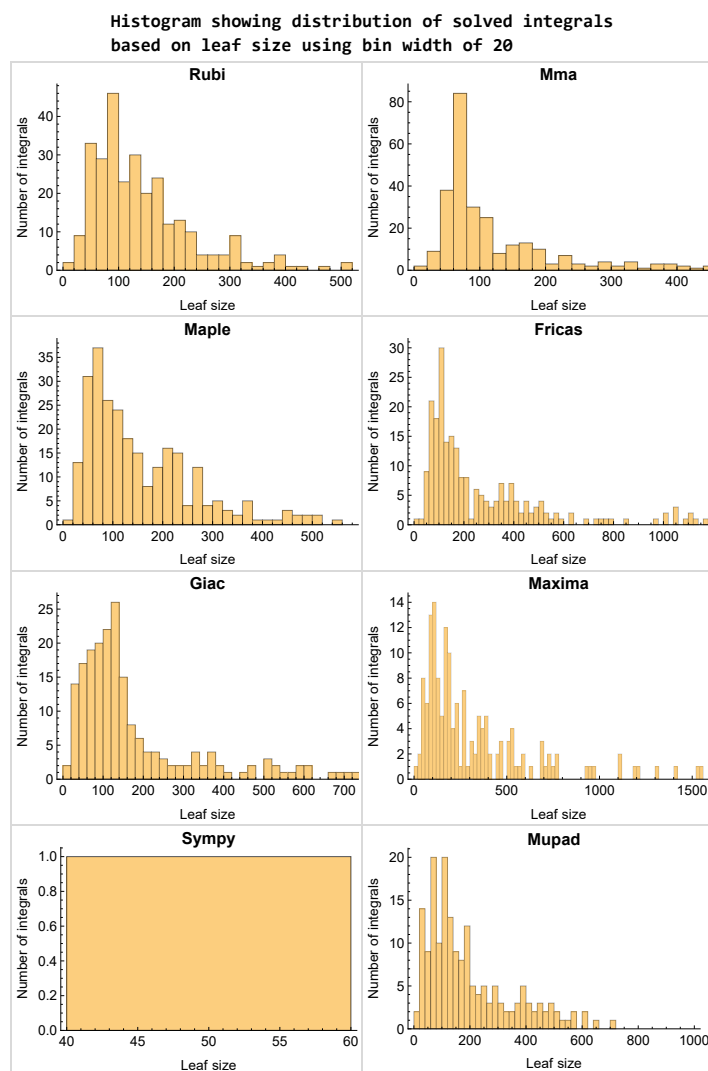 Histogram showing distribution of solved integrals
based on leaf size using bin width of 20
Rubi
Number of integrals
0
10
20
30
40
0 100 200 300 400 500
Leaf size
Mma
Number of integrals
0
20
40
60
80
0 100 200 300 400
Leaf size
Maple
Number of integrals
0
5
10
15
20
25
30
35
0 100 200 300 400 500
Leaf size
Fricas
Number of integrals
0
5
10
15
20
25
30
0 200 400 600 800 1000
Leaf size
Giac
Number of integrals
0
5
10
15
20
25
0 100 200 300 400 500 600 700
Leaf size
Maxima
Number of integrals
0
2
4
6
8
10
12
14
0 500 1000 1500
Leaf size
Sympy
Number of integrals
0.0
0.2
0.4
0.6
0.8
1.0
40 45 50 55 60
Leaf size
Mupad
Number of integrals
0
5
10
15
20
0 200 400 600 800 1000
Leaf size